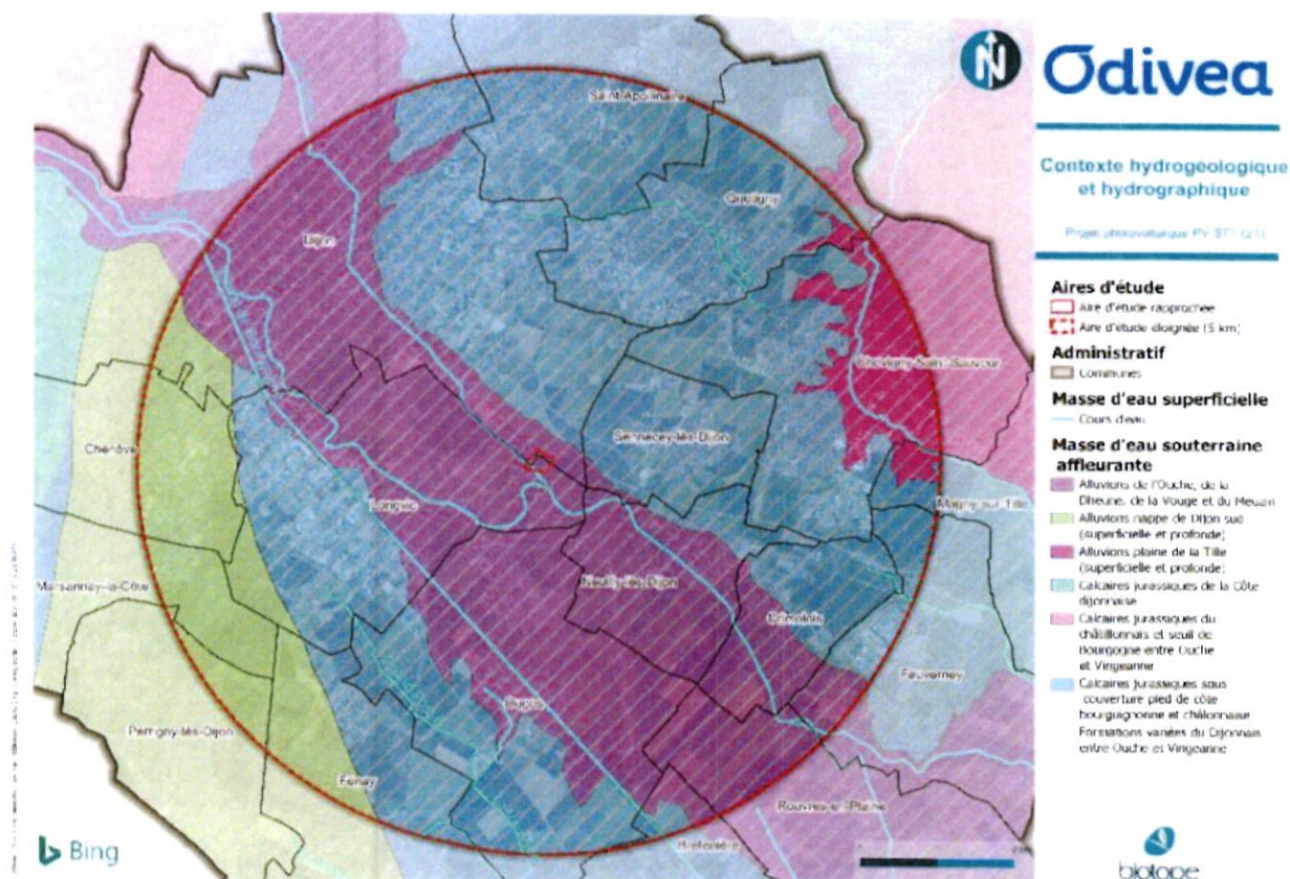 N
Odivea
Contexte hydrogéologique
et hydrographique
Projet photovoltaïque PV ST1 (21)
Aires d'étude
Aire d'étude rapprochée
Aire d'étude éloignée (5 km)
Administratif
Communes
Masse d'eau superficielle
Cours d'eau
Masse d'eau souterraine
affleurante
Alluvions de l'Ouche, de la
Dheune, de la Vouge et du Meuzin
Alluvions nappe de Dijon sud
(superficielle et profonde)
Alluvions plaine de la Tille
(superficielle et profonde)
Calcaires jurassiques de la Côte
dijonnaise
Calcaires jurassiques du
châtillonnais et seuil de
Bourgogne entre Ouche
et Vingeanne
Calcaires jurassiques sous
couverture pied de côte
bourguignonne et châlonnaise
Formations variées du Dijonnais
entre Ouche et Vingeanne
biotope
Saint-Apollinaire
Quetigny
Dijon
Chevigny-Saint-Sauveur
Sennecey-lès-Dijon
Chenôve
Longvic
Magny-sur-Tille
Marsannay-la-Côte
Neuilly-lès-Dijon
Crimolois
Fauverney
Ouges
Perrigny-lès-Dijon
Fénay
Rouvres-en-Plaine
Bretenière
Bing